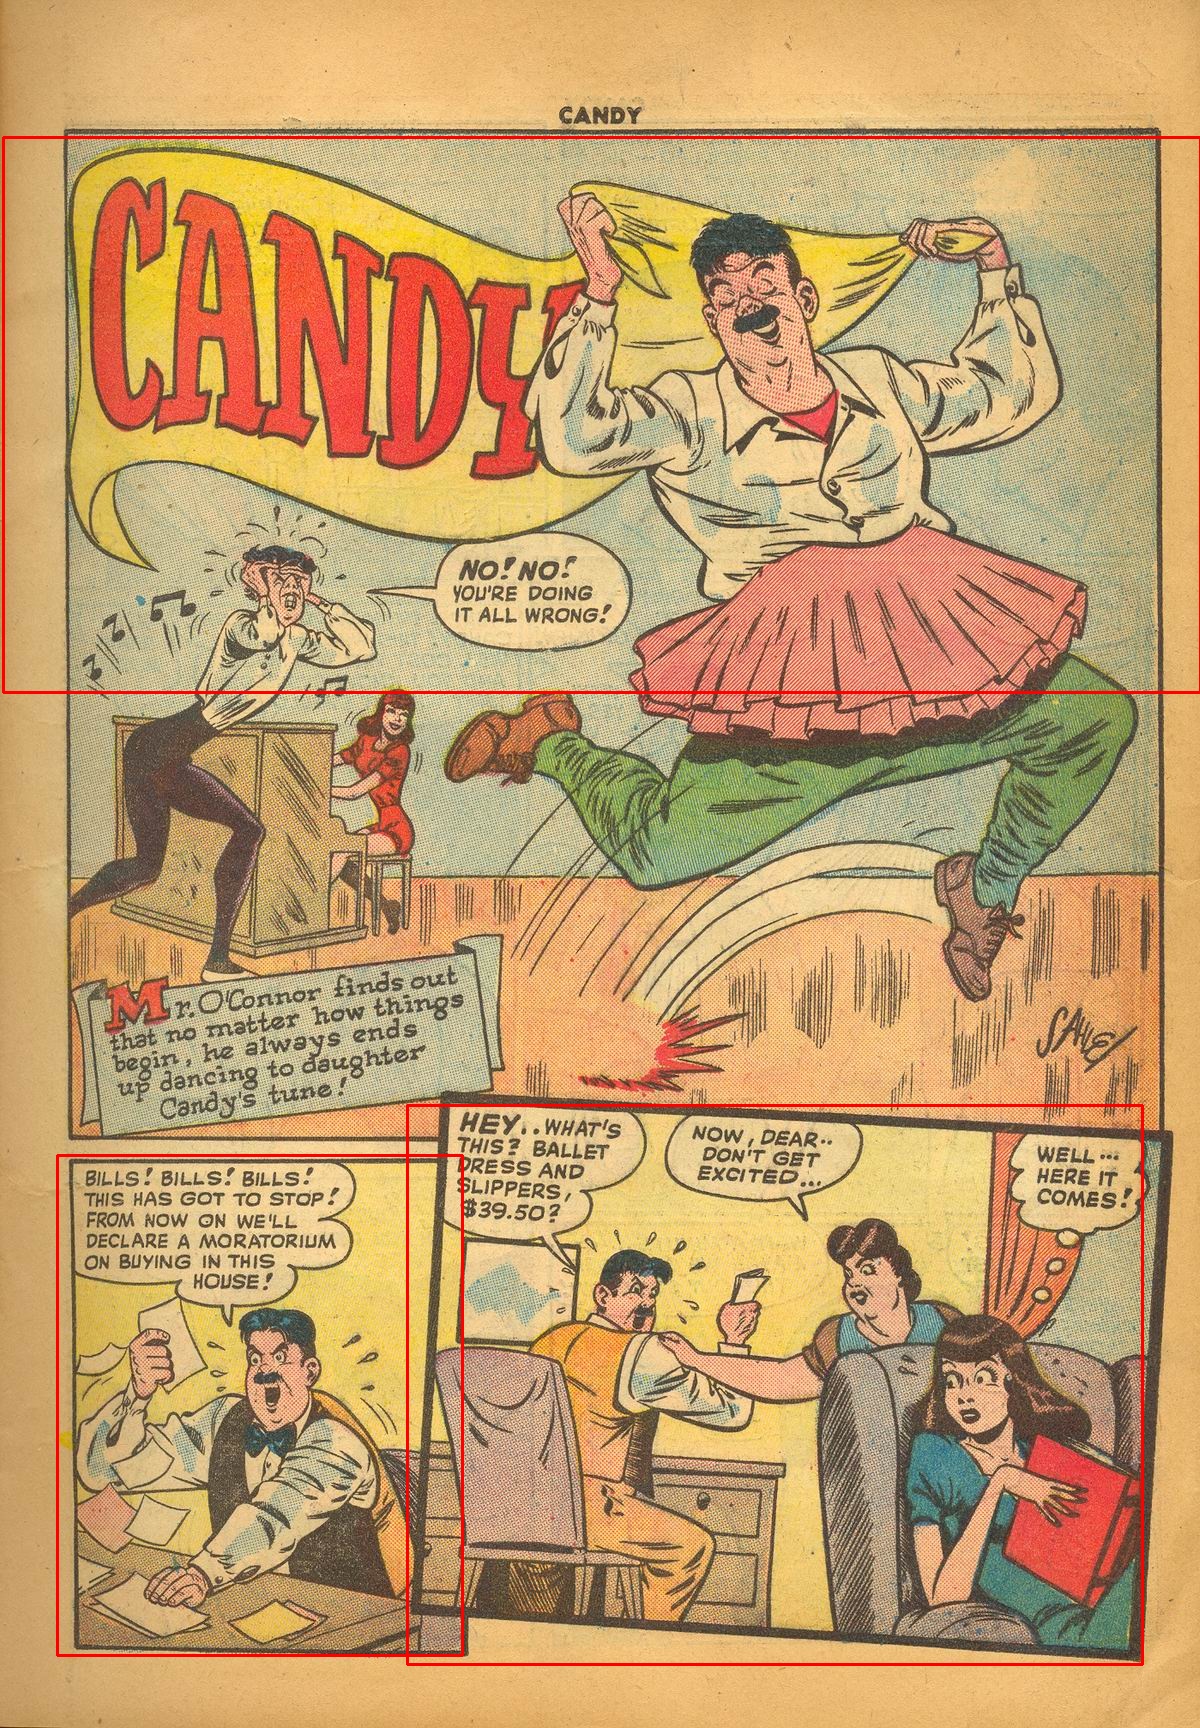 CANDY
CANDY
NO! NO!
YOU'RE DOING
IT ALL WRONG!
Mr. O'Connor finds out
that no matter how things
begin, he always ends
up dancing to daughter
Candy's tune!
SAHLE
BILLS! BILLS! BILLS!
THIS HAS GOT TO STOP!
FROM NOW ON WE'LL
DECLARE A MORATORIUM
ON BUYING IN THIS
HOUSE!
HEY.. WHAT'S
THIS? BALLET
DRESS AND
SLIPPERS,
$39.50?
NOW, DEAR..
DON'T GET
EXCITED...
WELL...
HERE IT
COMES!